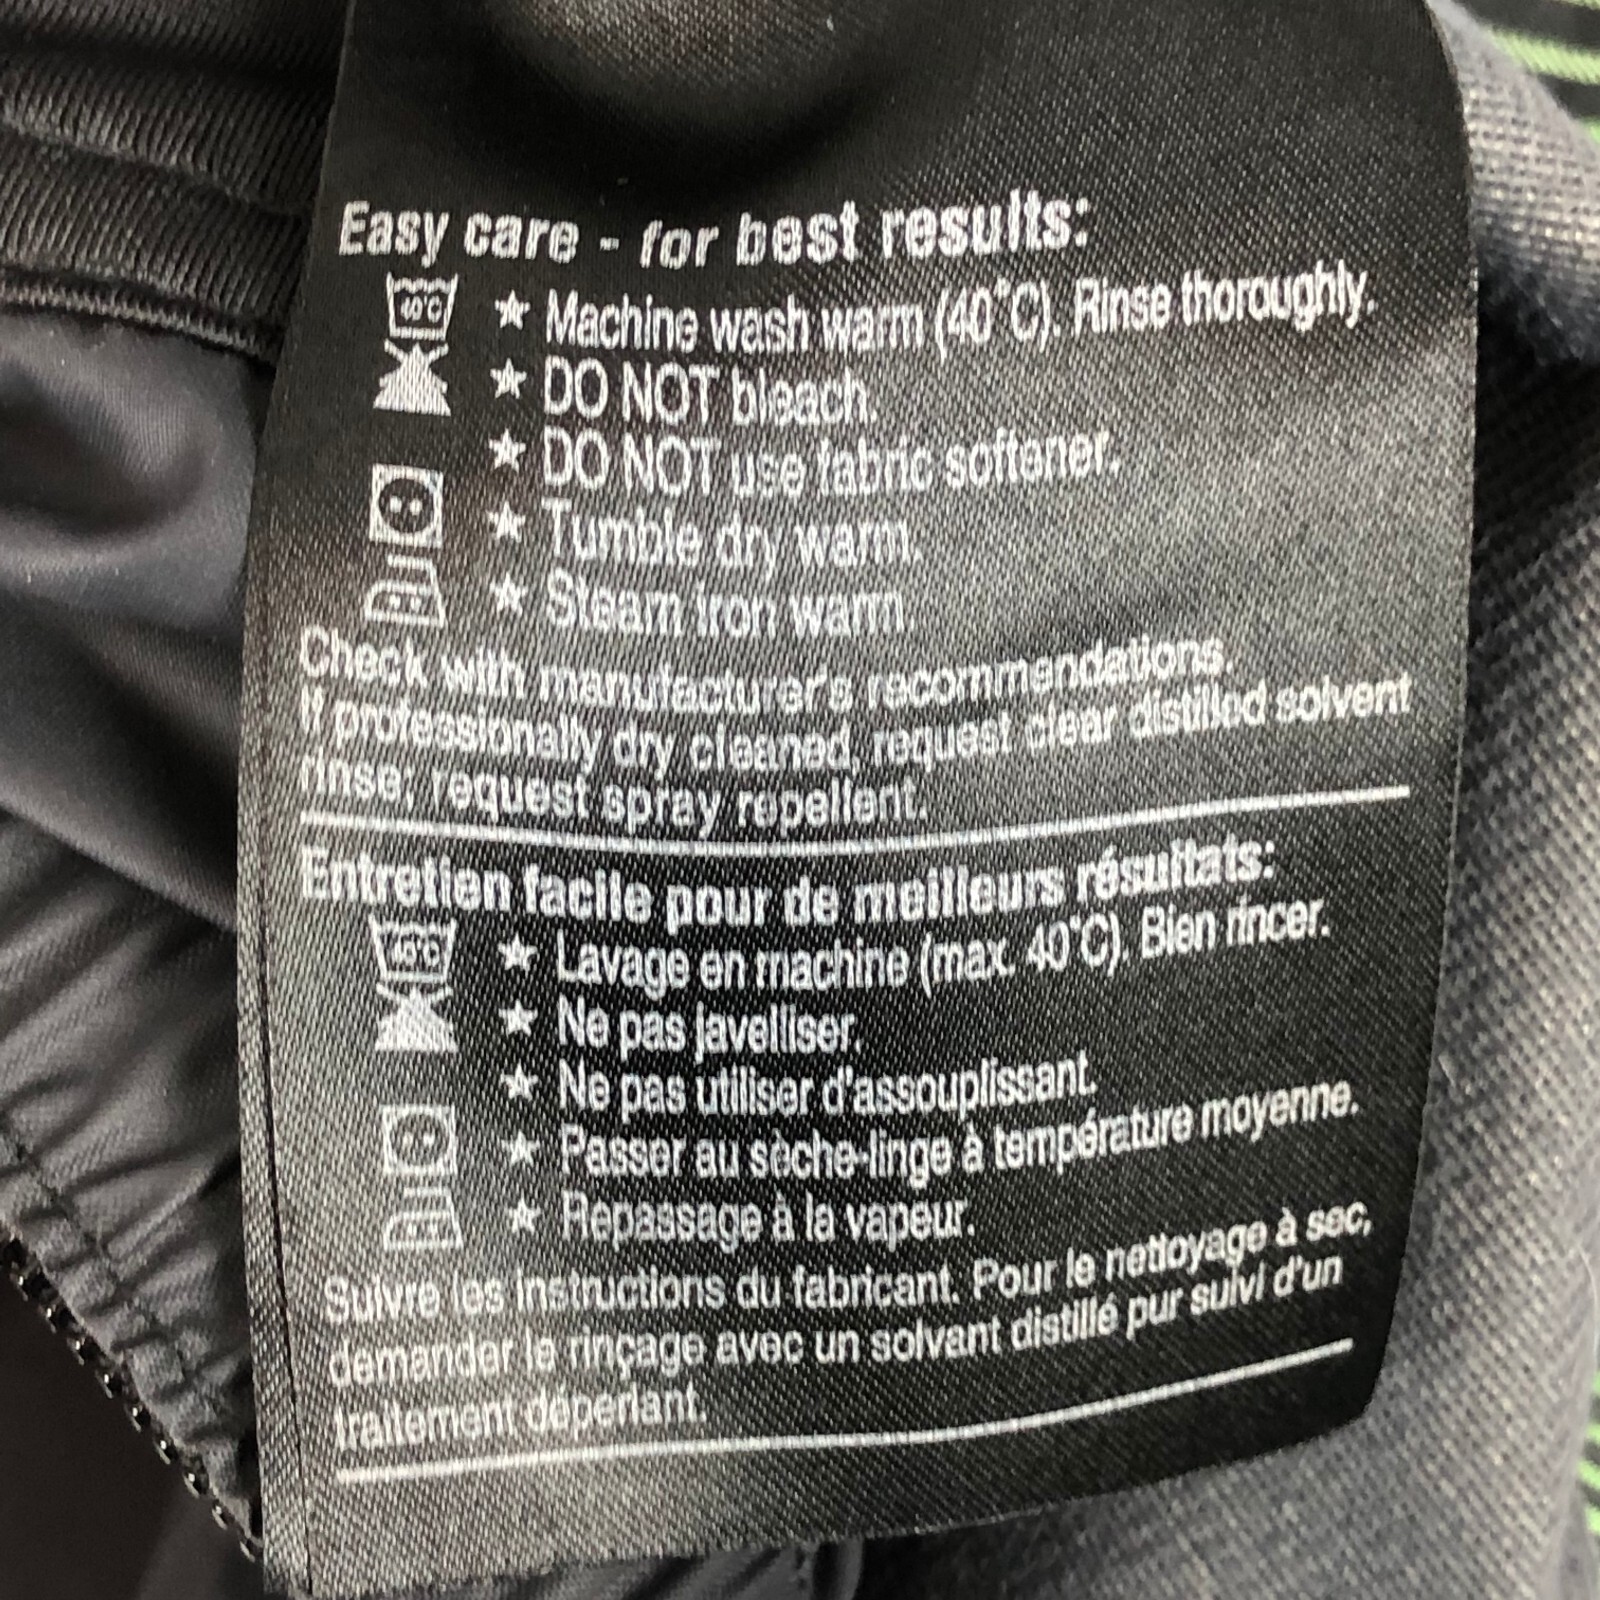 Easy care - for best results:
40°C ★ Machine wash warm (40°C). Rinse thoroughly.
★ DO NOT bleach.
★ DO NOT use fabric softener.
★ Tumble dry warm.
★ Steam iron warm.
Check with manufacturer's recommendations.
If professionally dry cleaned, request clear distilled solvent
rinse; request spray repellent.
Entretien facile pour de meilleurs résultats:
40°C ★ Lavage en machine (max. 40°C). Bien rincer.
★ Ne pas javelliser.
★ Ne pas utiliser d'assouplissant.
★ Passer au sèche-linge à température moyenne.
★ Repassage à la vapeur.
Suivre les instructions du fabricant. Pour le nettoyage à sec,
demander le rinçage avec un solvant distillé pur suivi d'un
traitement déperlant.